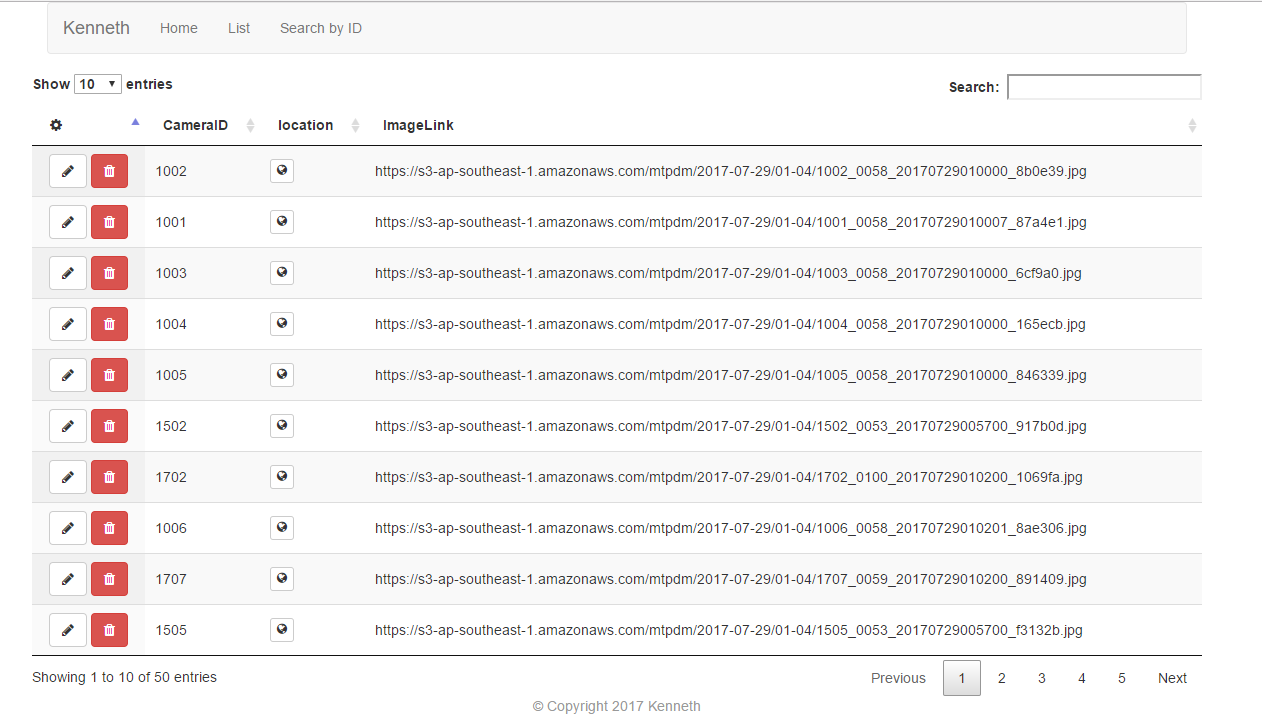 Kenneth Home List Search by ID
Show 10 entries Search:
CameraID location ImageLink
1002 https://s3-ap-southeast-1.amazonaws.com/mtpdm/2017-07-29/01-04/1002_0058_20170729010000_8b0e39.jpg
1001 https://s3-ap-southeast-1.amazonaws.com/mtpdm/2017-07-29/01-04/1001_0058_20170729010007_87a4e1.jpg
1003 https://s3-ap-southeast-1.amazonaws.com/mtpdm/2017-07-29/01-04/1003_0058_20170729010000_6cf9a0.jpg
1004 https://s3-ap-southeast-1.amazonaws.com/mtpdm/2017-07-29/01-04/1004_0058_20170729010000_165ecb.jpg
1005 https://s3-ap-southeast-1.amazonaws.com/mtpdm/2017-07-29/01-04/1005_0058_20170729010000_846339.jpg
1502 https://s3-ap-southeast-1.amazonaws.com/mtpdm/2017-07-29/01-04/1502_0053_20170729005700_917b0d.jpg
1702 https://s3-ap-southeast-1.amazonaws.com/mtpdm/2017-07-29/01-04/1702_0100_20170729010200_1069fa.jpg
1006 https://s3-ap-southeast-1.amazonaws.com/mtpdm/2017-07-29/01-04/1006_0058_20170729010201_8ae306.jpg
1707 https://s3-ap-southeast-1.amazonaws.com/mtpdm/2017-07-29/01-04/1707_0059_20170729010200_891409.jpg
1505 https://s3-ap-southeast-1.amazonaws.com/mtpdm/2017-07-29/01-04/1505_0053_20170729005700_f3132b.jpg
Showing 1 to 10 of 50 entries Previous 1 2 3 4 5 Next
© Copyright 2017 Kenneth